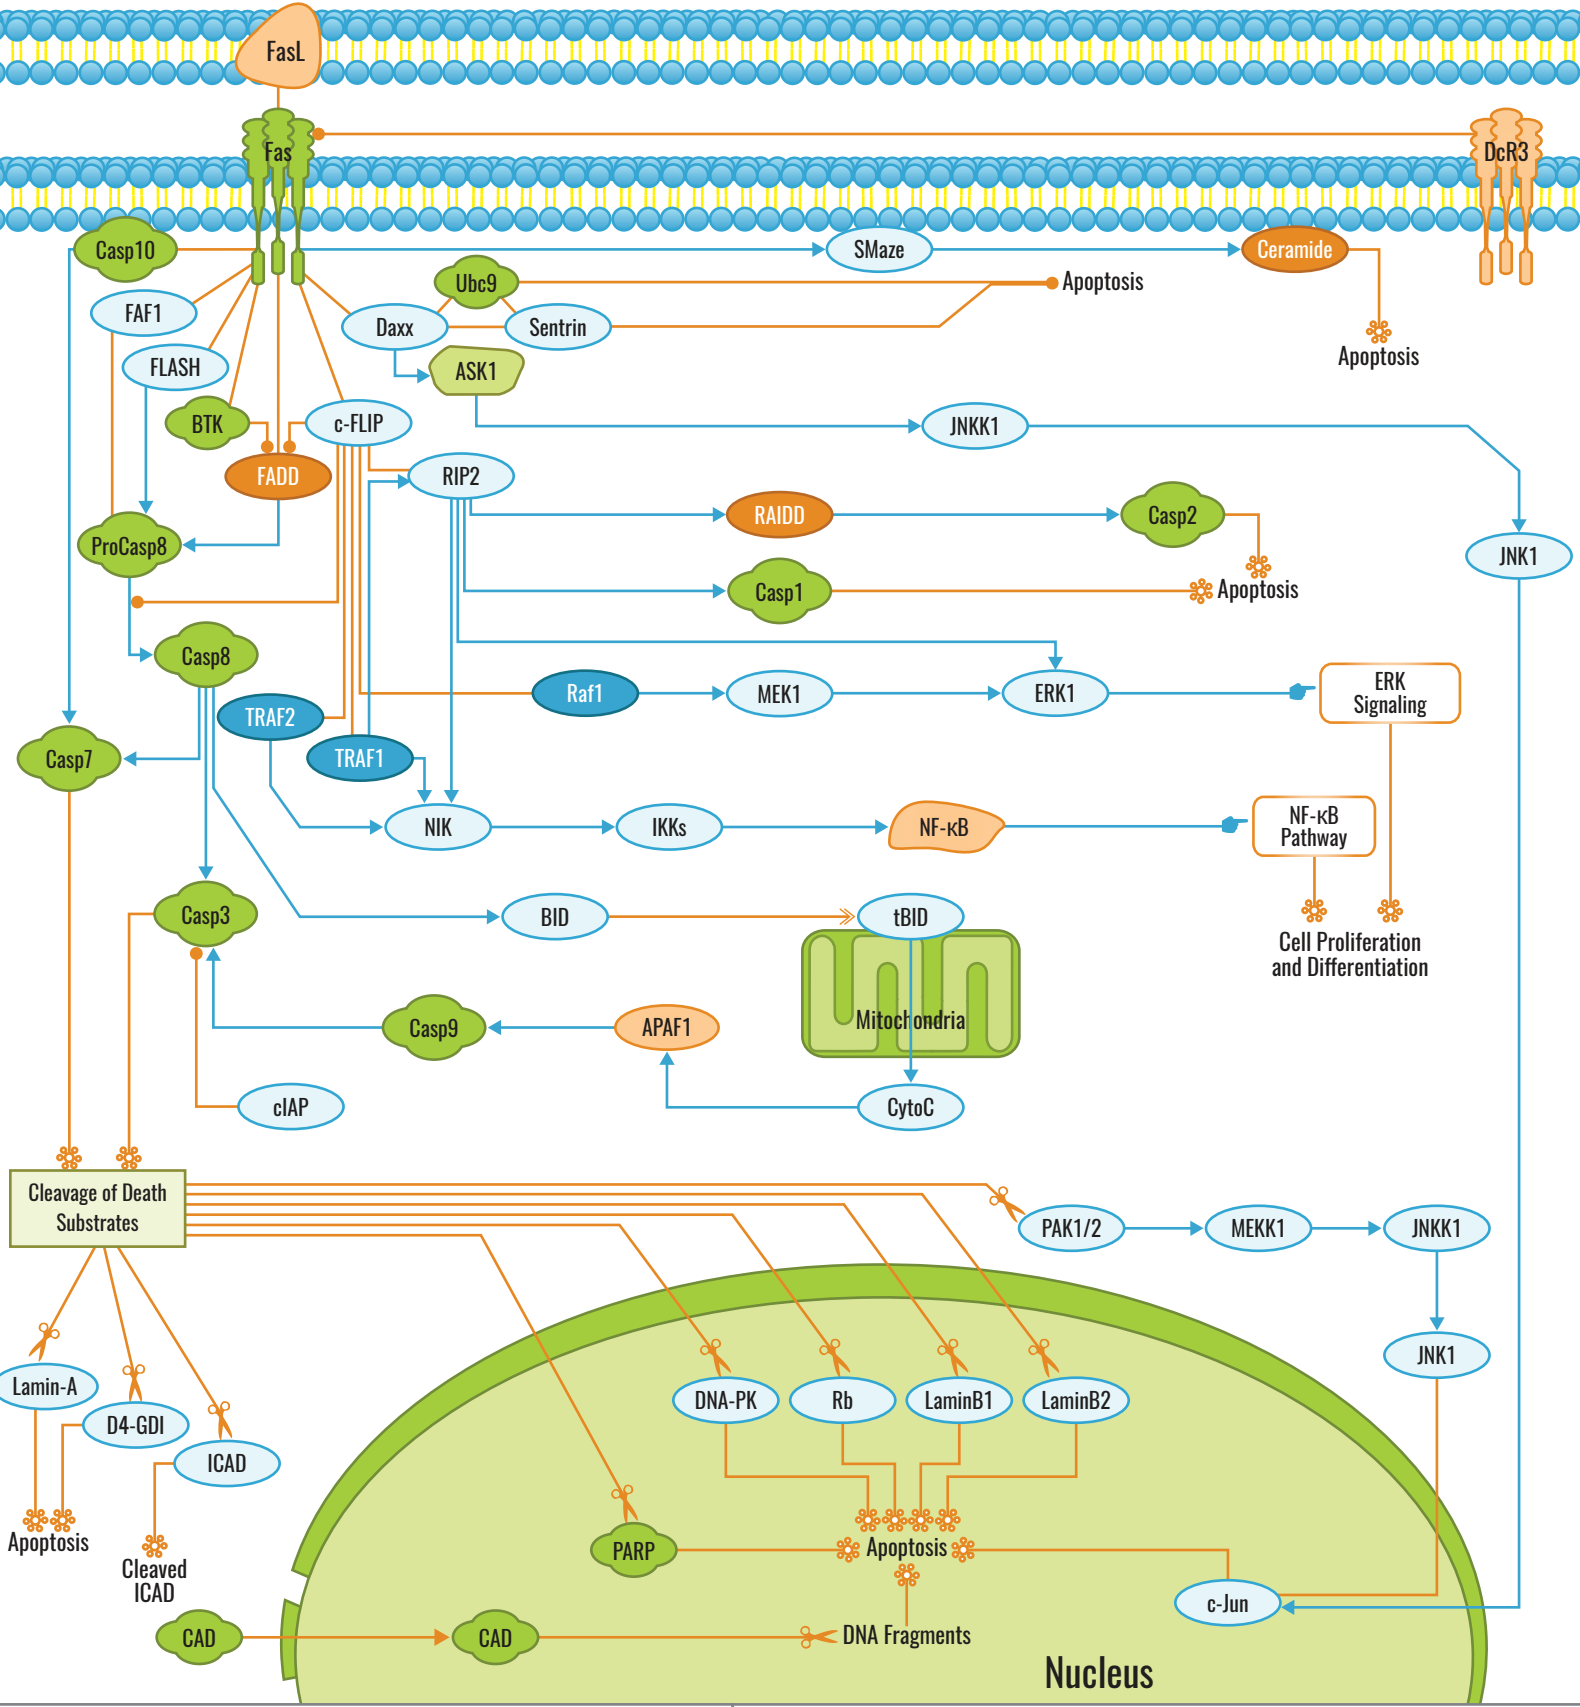 FasL
Fas
DcR3
Casp10
SMaze
Ceramide
Ubc9
Apoptosis
FAF1
Daxx
Sentrin
Apoptosis
FLASH
ASK1
BTK
c-FLIP
JNKK1
FADD
RIP2
RAIDD
Casp2
ProCasp8
JNK1
Casp1
Apoptosis
Casp8
Raf1
MEK1
ERK1
ERK
Signaling
TRAF2
Casp7
TRAF1
NIK
IKKs
NF-κB
NF-κB
Pathway
Casp3
BID
tBID
Cell Proliferation
and Differentiation
Casp9
APAF1
Mitochondria
cIAP
CytoC
Cleavage of Death
Substrates
PAK1/2
MEKK1
JNKK1
JNK1
Lamin-A
DNA-PK
Rb
LaminB1
LaminB2
D4-GDI
ICAD
Apoptosis
Cleaved
ICAD
PARP
Apoptosis
c-Jun
CAD
CAD
DNA Fragments
Nucleus